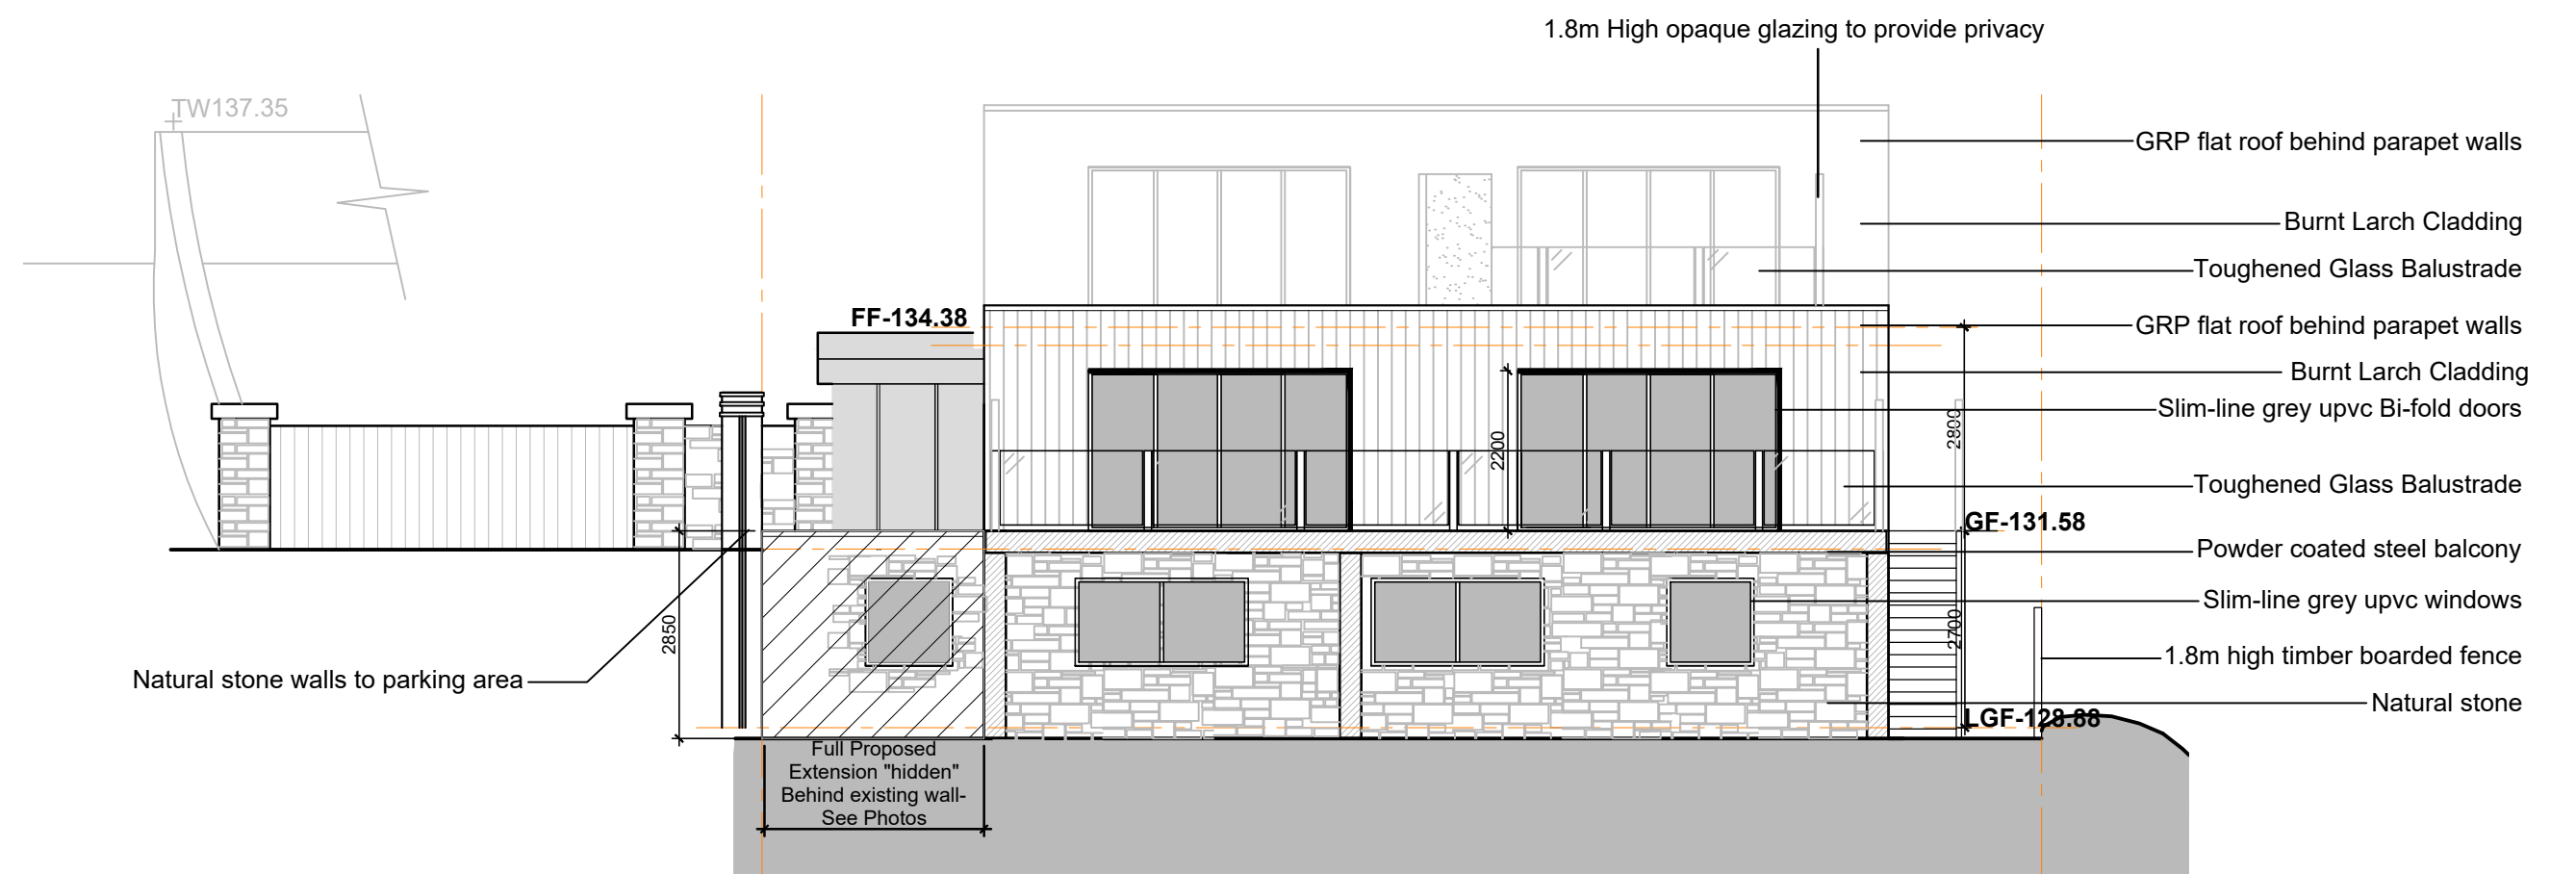 1.8m High opaque glazing to provide privacy
TW137.35
GRP flat roof behind parapet walls
Burnt Larch Cladding
Toughened Glass Balustrade
FF-134.38
GRP flat roof behind parapet walls
Burnt Larch Cladding
Slim-line grey upvc Bi-fold doors
2200
2800
Toughened Glass Balustrade
GF-131.58
Powder coated steel balcony
Slim-line grey upvc windows
2850
2700
1.8m high timber boarded fence
Natural stone walls to parking area
Natural stone
LGF-128.88
Full Proposed
Extension "hidden"
Behind existing wall-
See Photos